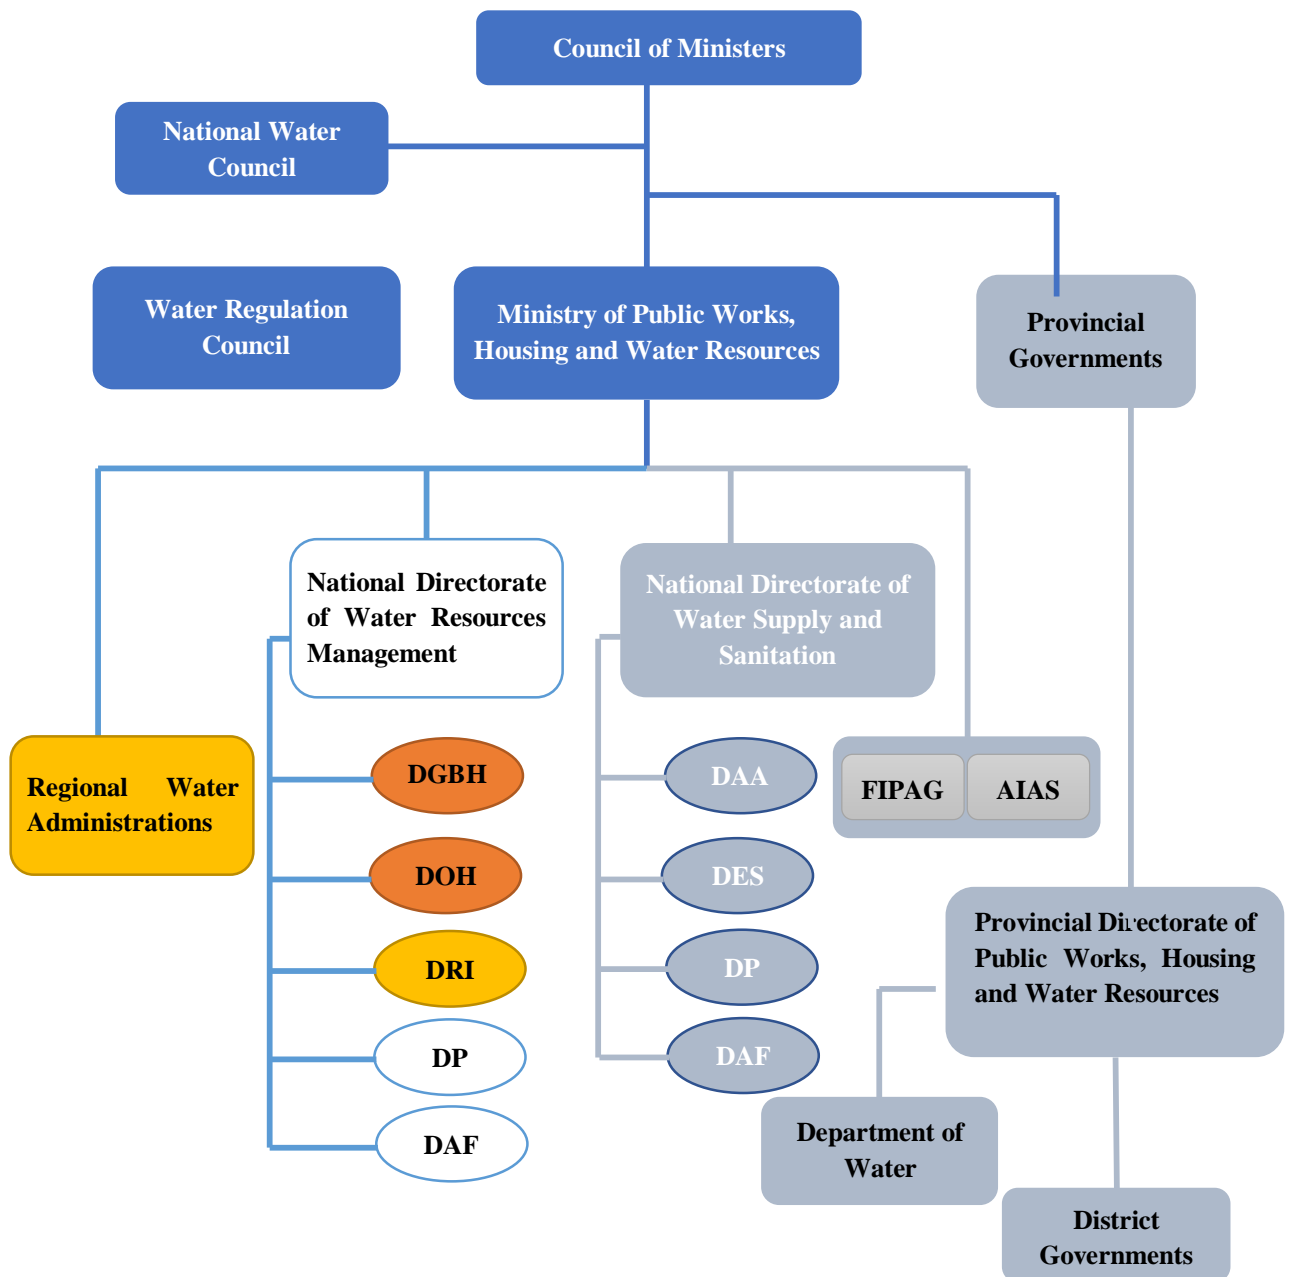 Council of Ministers
National Water
Council
Water Regulation
Council
Ministry of Public Works,
Housing and Water Resources
Provincial
Governments
National Directorate
of Water Resources
Management
National Directorate of
Water Supply and
Sanitation
Regional Water
Administrations
DGBH
DOH
DRI
DP
DAF
DAA
DES
DP
DAF
FIPAG
AIAS
Provincial Directorate of
Public Works, Housing
and Water Resources
Department of
Water
District
Governments